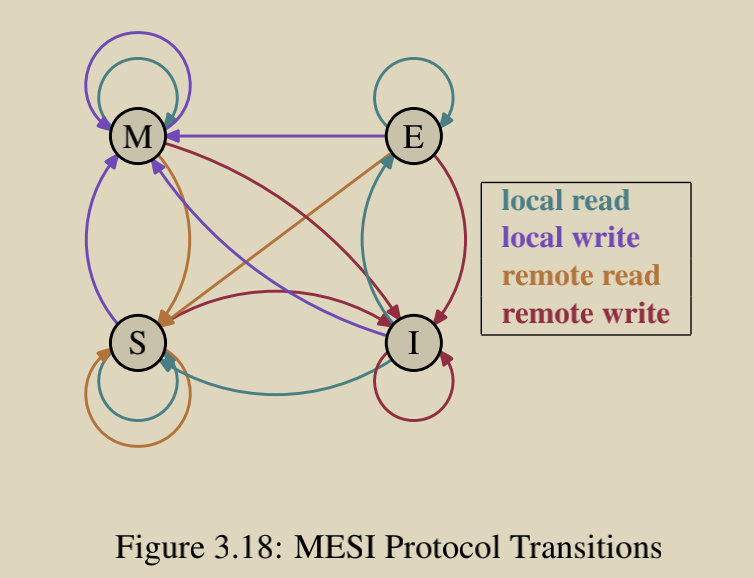 M
E
local read
local write
remote read
remote write
S
I
Figure 3.18: MESI Protocol Transitions